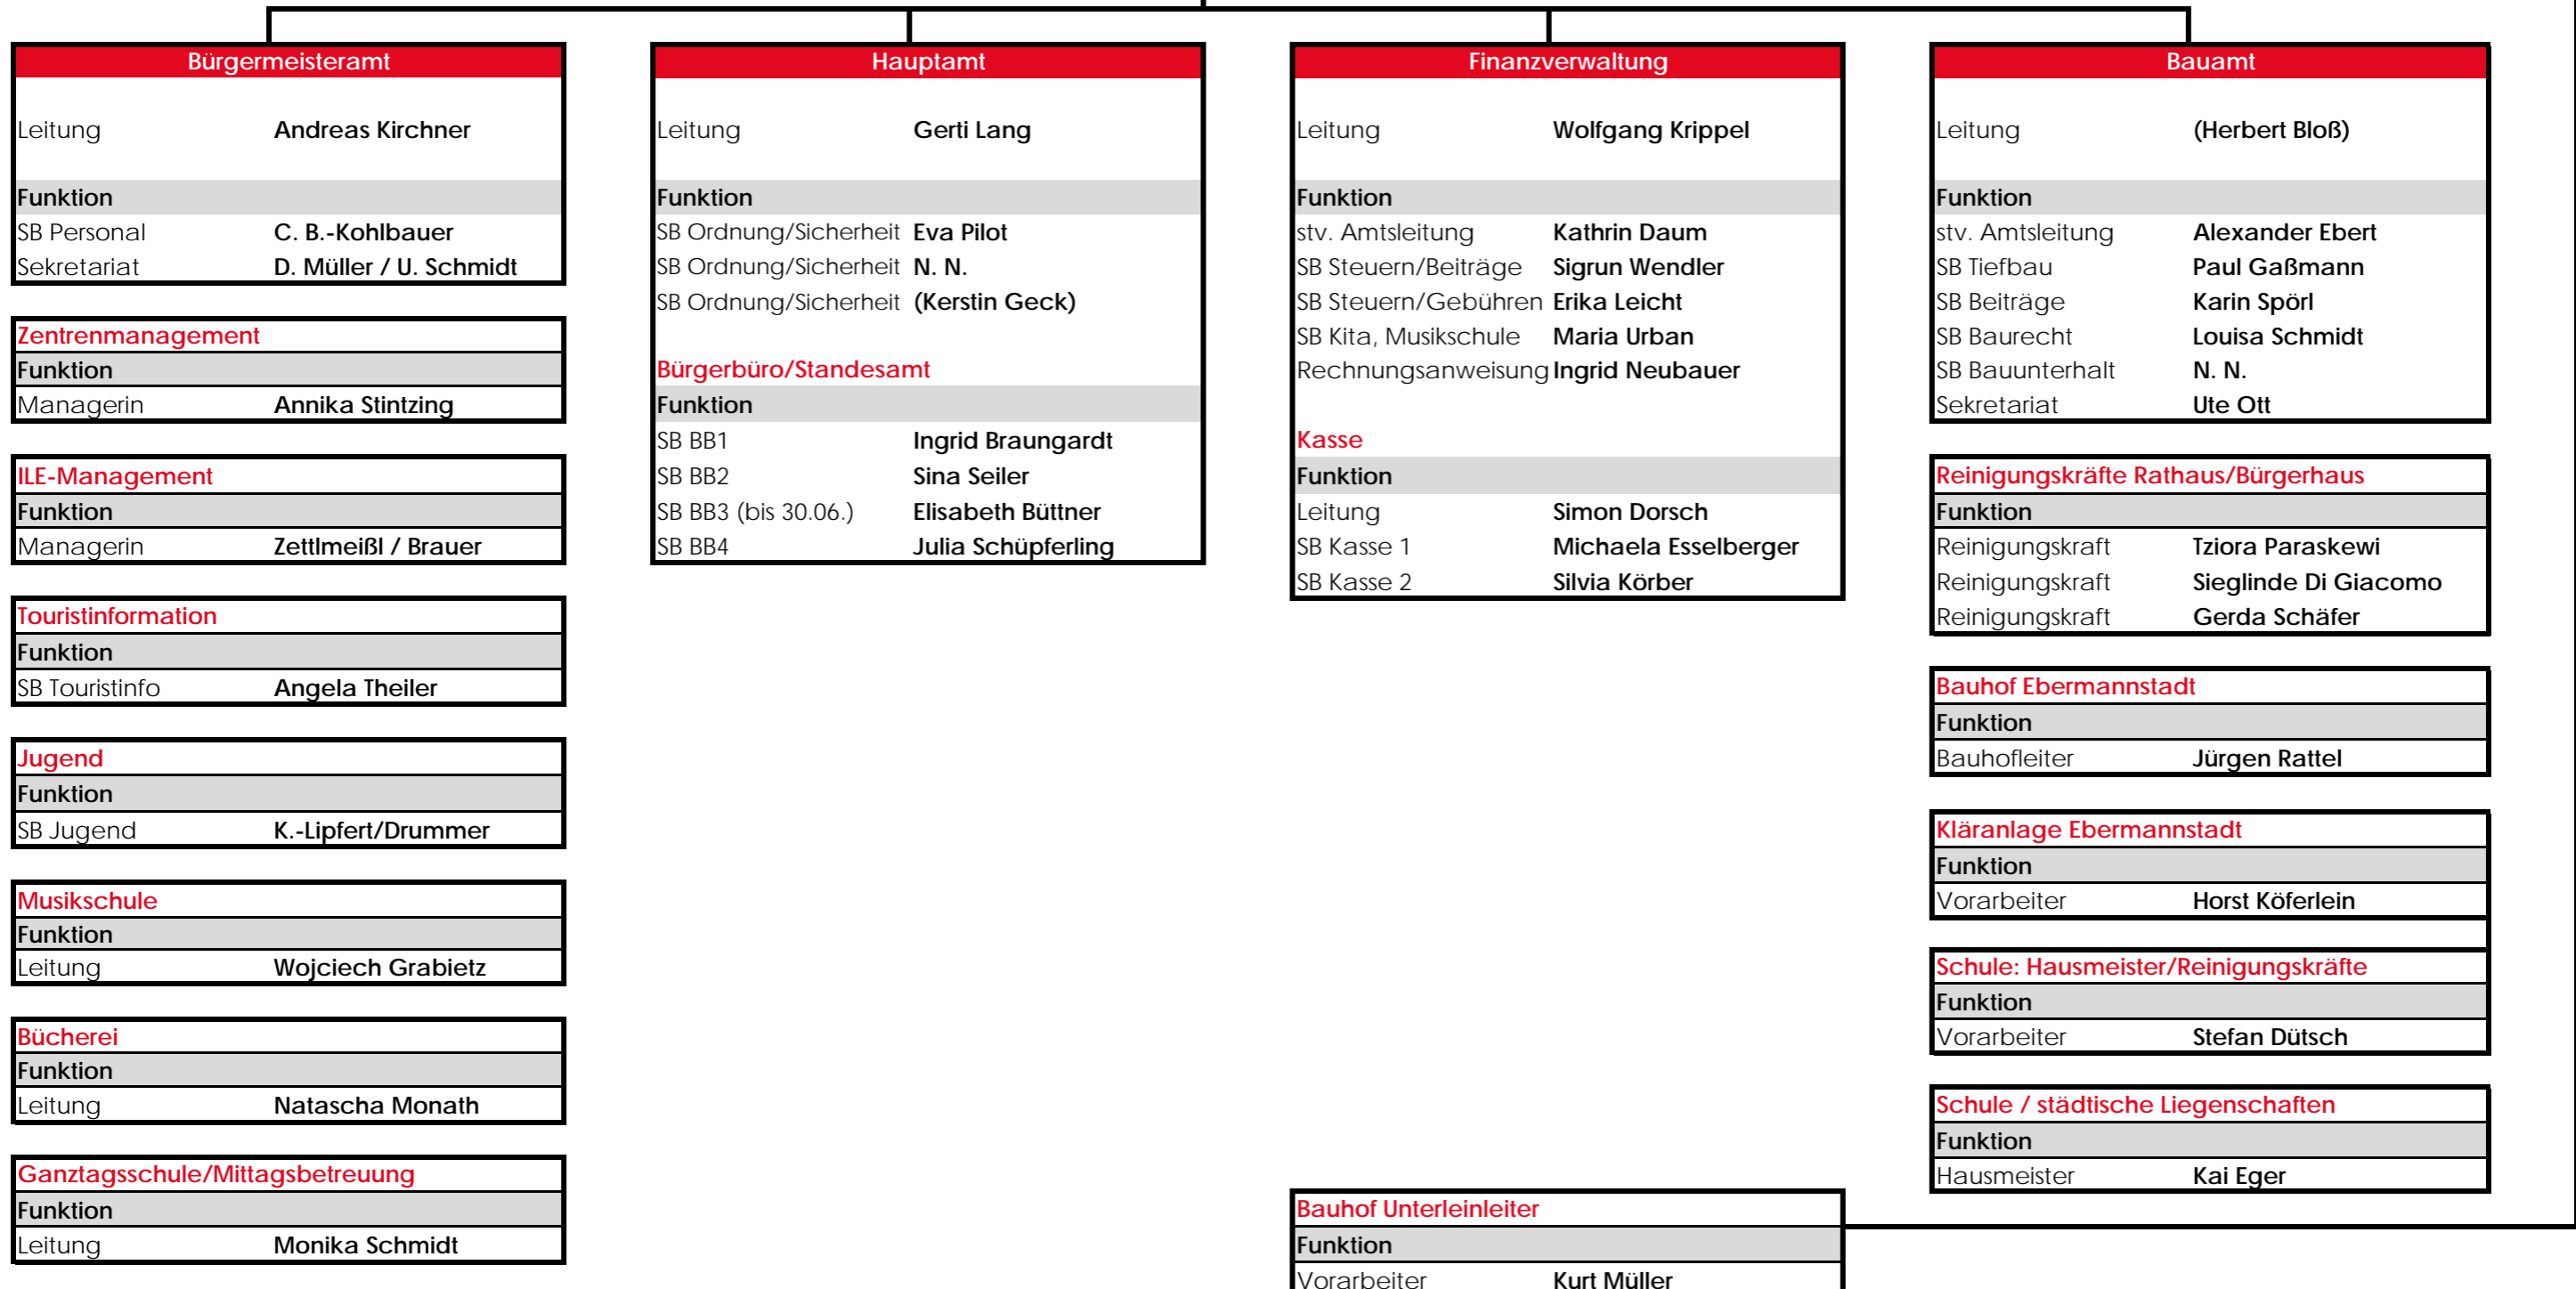 Bürgermeisteramt
Leitung Andreas Kirchner
Funktion
SB Personal C. B.-Kohlbauer
Sekretariat D. Müller / U. Schmidt
Zentrenmanagement
Funktion
Managerin Annika Stintzing
ILE-Management
Funktion
Managerin Zettlmeißl / Brauer
Touristinformation
Funktion
SB Touristinfo Angela Theiler
Jugend
Funktion
SB Jugend K.-Lipfert/Drummer
Musikschule
Funktion
Leitung Wojciech Grabietz
Bücherei
Funktion
Leitung Natascha Monath
Ganztagsschule/Mittagsbetreuung
Funktion
Leitung Monika Schmidt
Hauptamt
Leitung Gerti Lang
Funktion
SB Ordnung/Sicherheit Eva Pilot
SB Ordnung/Sicherheit N. N.
SB Ordnung/Sicherheit (Kerstin Geck)
Bürgerbüro/Standesamt
Funktion
SB BB1 Ingrid Braungardt
SB BB2 Sina Seiler
SB BB3 (bis 30.06.) Elisabeth Büttner
SB BB4 Julia Schüpferling
Finanzverwaltung
Leitung Wolfgang Krippel
Funktion
stv. Amtsleitung Kathrin Daum
SB Steuern/Beiträge Sigrun Wendler
SB Steuern/Gebühren Erika Leicht
SB Kita, Musikschule Maria Urban
Rechnungsanweisung Ingrid Neubauer
Kasse
Funktion
Leitung Simon Dorsch
SB Kasse 1 Michaela Esselberger
SB Kasse 2 Silvia Körber
Bauhof Unterleinleiter
Funktion
Vorarbeiter Kurt Müller
Bauamt
Leitung (Herbert Bloß)
Funktion
stv. Amtsleitung Alexander Ebert
SB Tiefbau Paul Gaßmann
SB Beiträge Karin Spörl
SB Baurecht Louisa Schmidt
SB Bauunterhalt N. N.
Sekretariat Ute Ott
Reinigungskräfte Rathaus/Bürgerhaus
Funktion
Reinigungskraft Tziora Paraskewi
Reinigungskraft Sieglinde Di Giacomo
Reinigungskraft Gerda Schäfer
Bauhof Ebermannstadt
Funktion
Bauhofleiter Jürgen Rattel
Kläranlage Ebermannstadt
Funktion
Vorarbeiter Horst Köferlein
Schule: Hausmeister/Reinigungskräfte
Funktion
Vorarbeiter Stefan Dütsch
Schule / städtische Liegenschaften
Funktion
Hausmeister Kai Eger